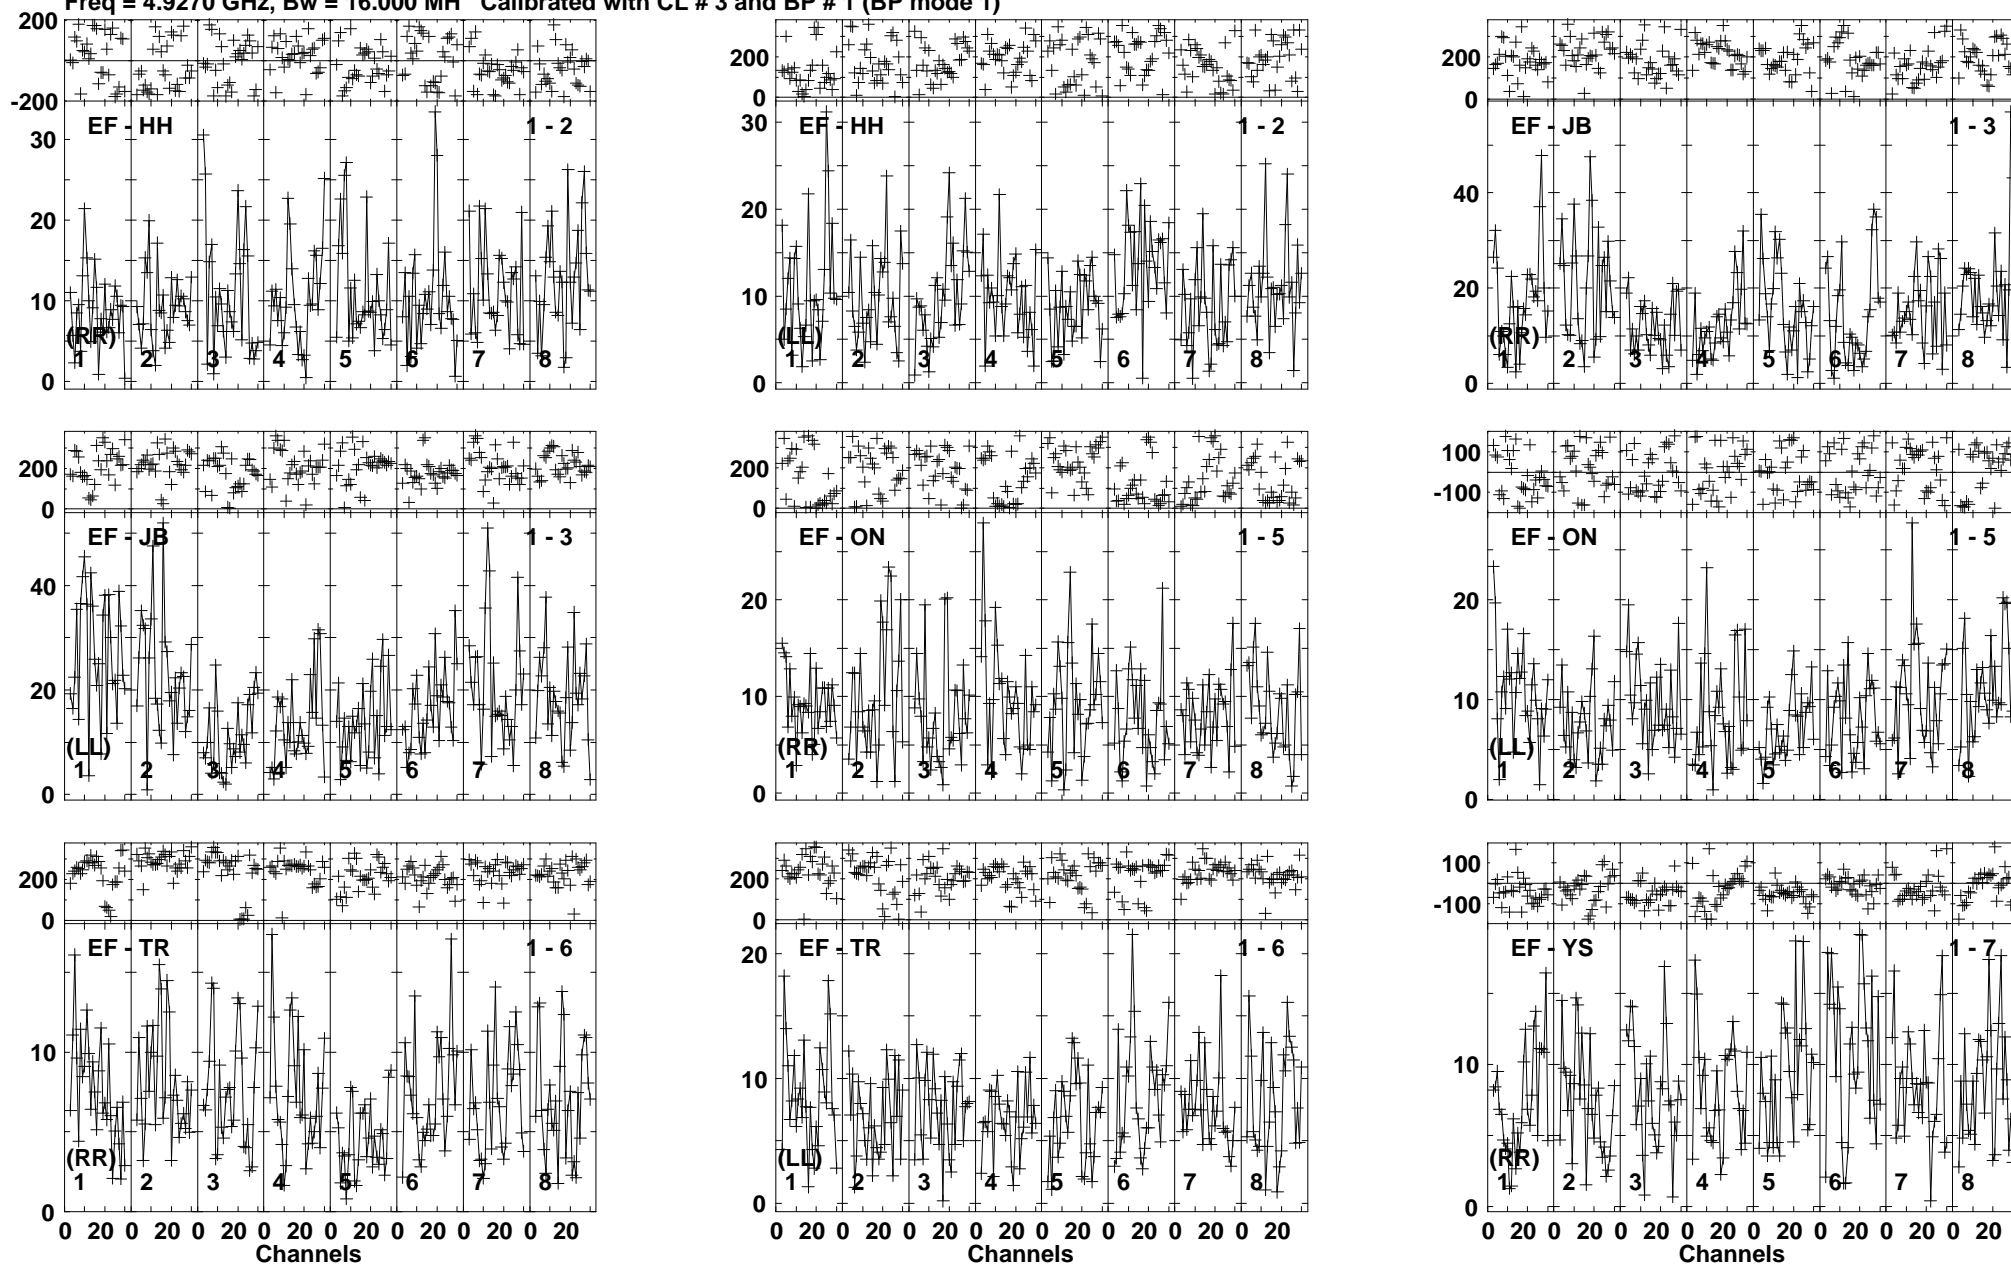 Freq = 4.9270 GHz, Bw = 16.000 MH Calibrated with CL # 3 and BP # 1 (BP mode 1)
200
-200
EF - HH 1 - 2
30
20
10
0
(RR)
1 2 3 4 5 6 7 8
200
0
EF - HH 1 - 2
30
20
10
0
(LL)
1 2 3 4 5 6 7 8
200
0
EF - JB 1 - 3
40
20
0
(RR)
1 2 3 4 5 6 7 8
200
0
EF - JB 1 - 3
40
20
0
(LL)
1 2 3 4 5 6 7 8
200
0
EF - ON 1 - 5
20
10
0
(RR)
1 2 3 4 5 6 7 8
100
-100
EF - ON 1 - 5
20
10
0
(LL)
1 2 3 4 5 6 7 8
200
0
EF - TR 1 - 6
10
0
(RR)
1 2 3 4 5 6 7 8
0 20 0 20 0 20 0 20 0 20 0 20 0 20 0 20
Channels
200
0
EF - TR 1 - 6
20
10
0
(LL)
1 2 3 4 5 6 7 8
0 20 0 20 0 20 0 20 0 20 0 20 0 20 0 20
Channels
100
-100
EF - YS 1 - 7
10
0
(RR)
1 2 3 4 5 6 7 8
0 20 0 20 0 20 0 20 0 20 0 20 0 20 0 20
Channels